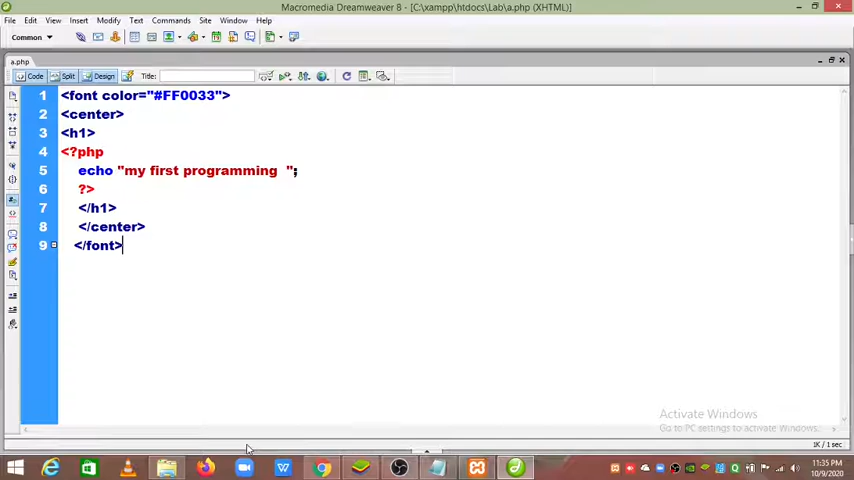 Macromedia Dreamweaver 8 - [C:\xampp\htdocs\Lab\a.php (XHTML)]
File Edit View Insert Modify Text Commands Site Window Help
Common
a.php
Code Split Design Title:
1 <font color="#FF0033">
2 <center>
3 <h1>
4 <?php
5 echo "my first programming  ";
6 ?>
7 </h1>
8 </center>
9 </font>
Activate Windows
Go to PC settings to activate Windows.
1K / 1 sec
11:35 PM
10/9/2020